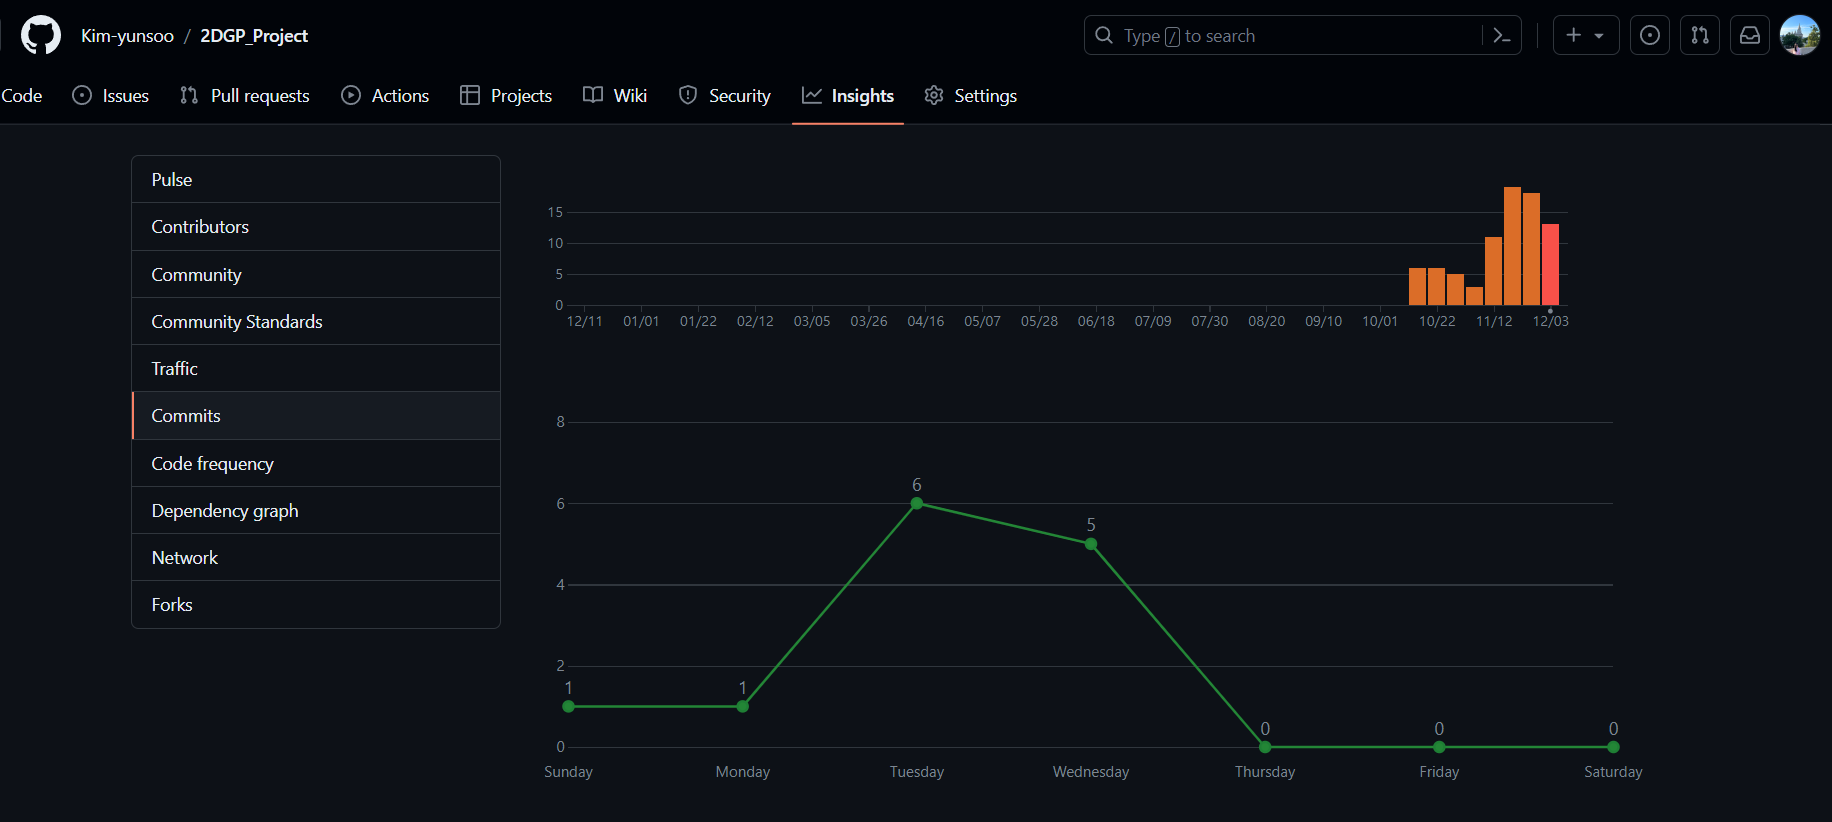 Kim-yunsoo / 2DGP_Project
Type / to search
Code Issues Pull requests Actions Projects Wiki Security Insights Settings
Pulse
Contributors
Community
Community Standards
Traffic
Commits
Code frequency
Dependency graph
Network
Forks
15
10
5
0
12/11 01/01 01/22 02/12 03/05 03/26 04/16 05/07 05/28 06/18 07/09 07/30 08/20 09/10 10/01 10/22 11/12 12/03
8
6
4
2
0
1 1 6 5 0 0 0
Sunday Monday Tuesday Wednesday Thursday Friday Saturday